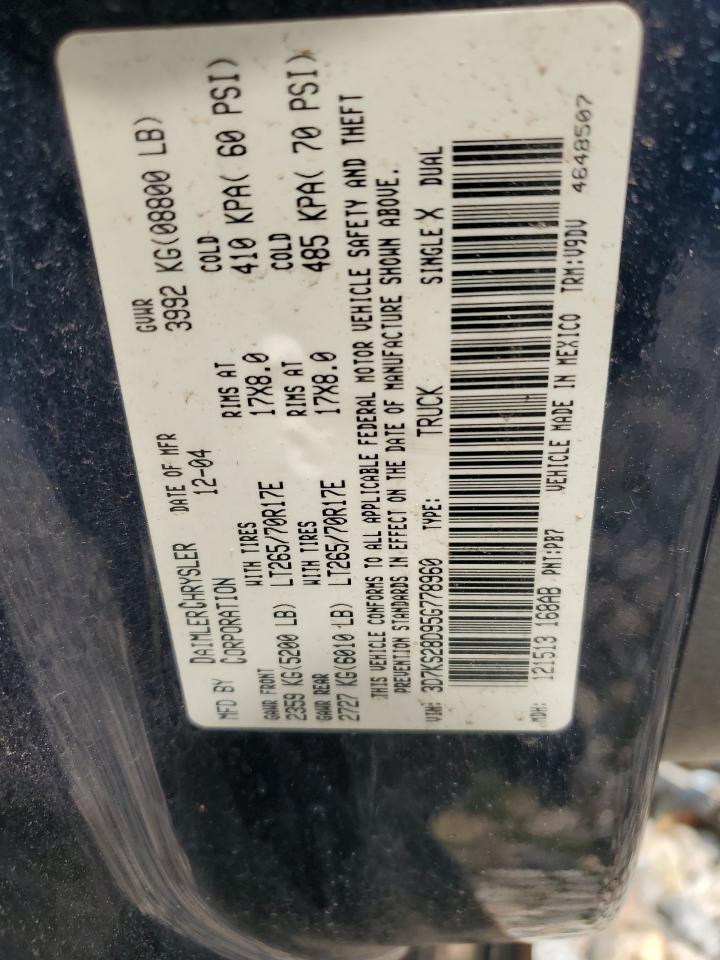 MFD BY DAIMLERCHRYSLER CORPORATION
DATE OF MFR 12-04
GVWR 3992 KG(08800 LB)
GAWR FRONT WITH TIRES RIMS AT COLD
2359 KG(5200 LB) LT265/70R17E 17X8.0 410 KPA( 60 PSI)
GAWR REAR WITH TIRES RIMS AT COLD
2727 KG(6010 LB) LT265/70R17E 17X8.0 485 KPA( 70 PSI)
THIS VEHICLE CONFORMS TO ALL APPLICABLE FEDERAL MOTOR VEHICLE SAFETY AND THEFT
PREVENTION STANDARDS IN EFFECT ON THE DATE OF MANUFACTURE SHOWN ABOVE.
VIN: 3D7KS28D95G778960 TYPE: TRUCK SINGLE X DUAL
MDH: 121513 168AB PNT:PB7 VEHICLE MADE IN MEXICO TRM:V9DV 4648507